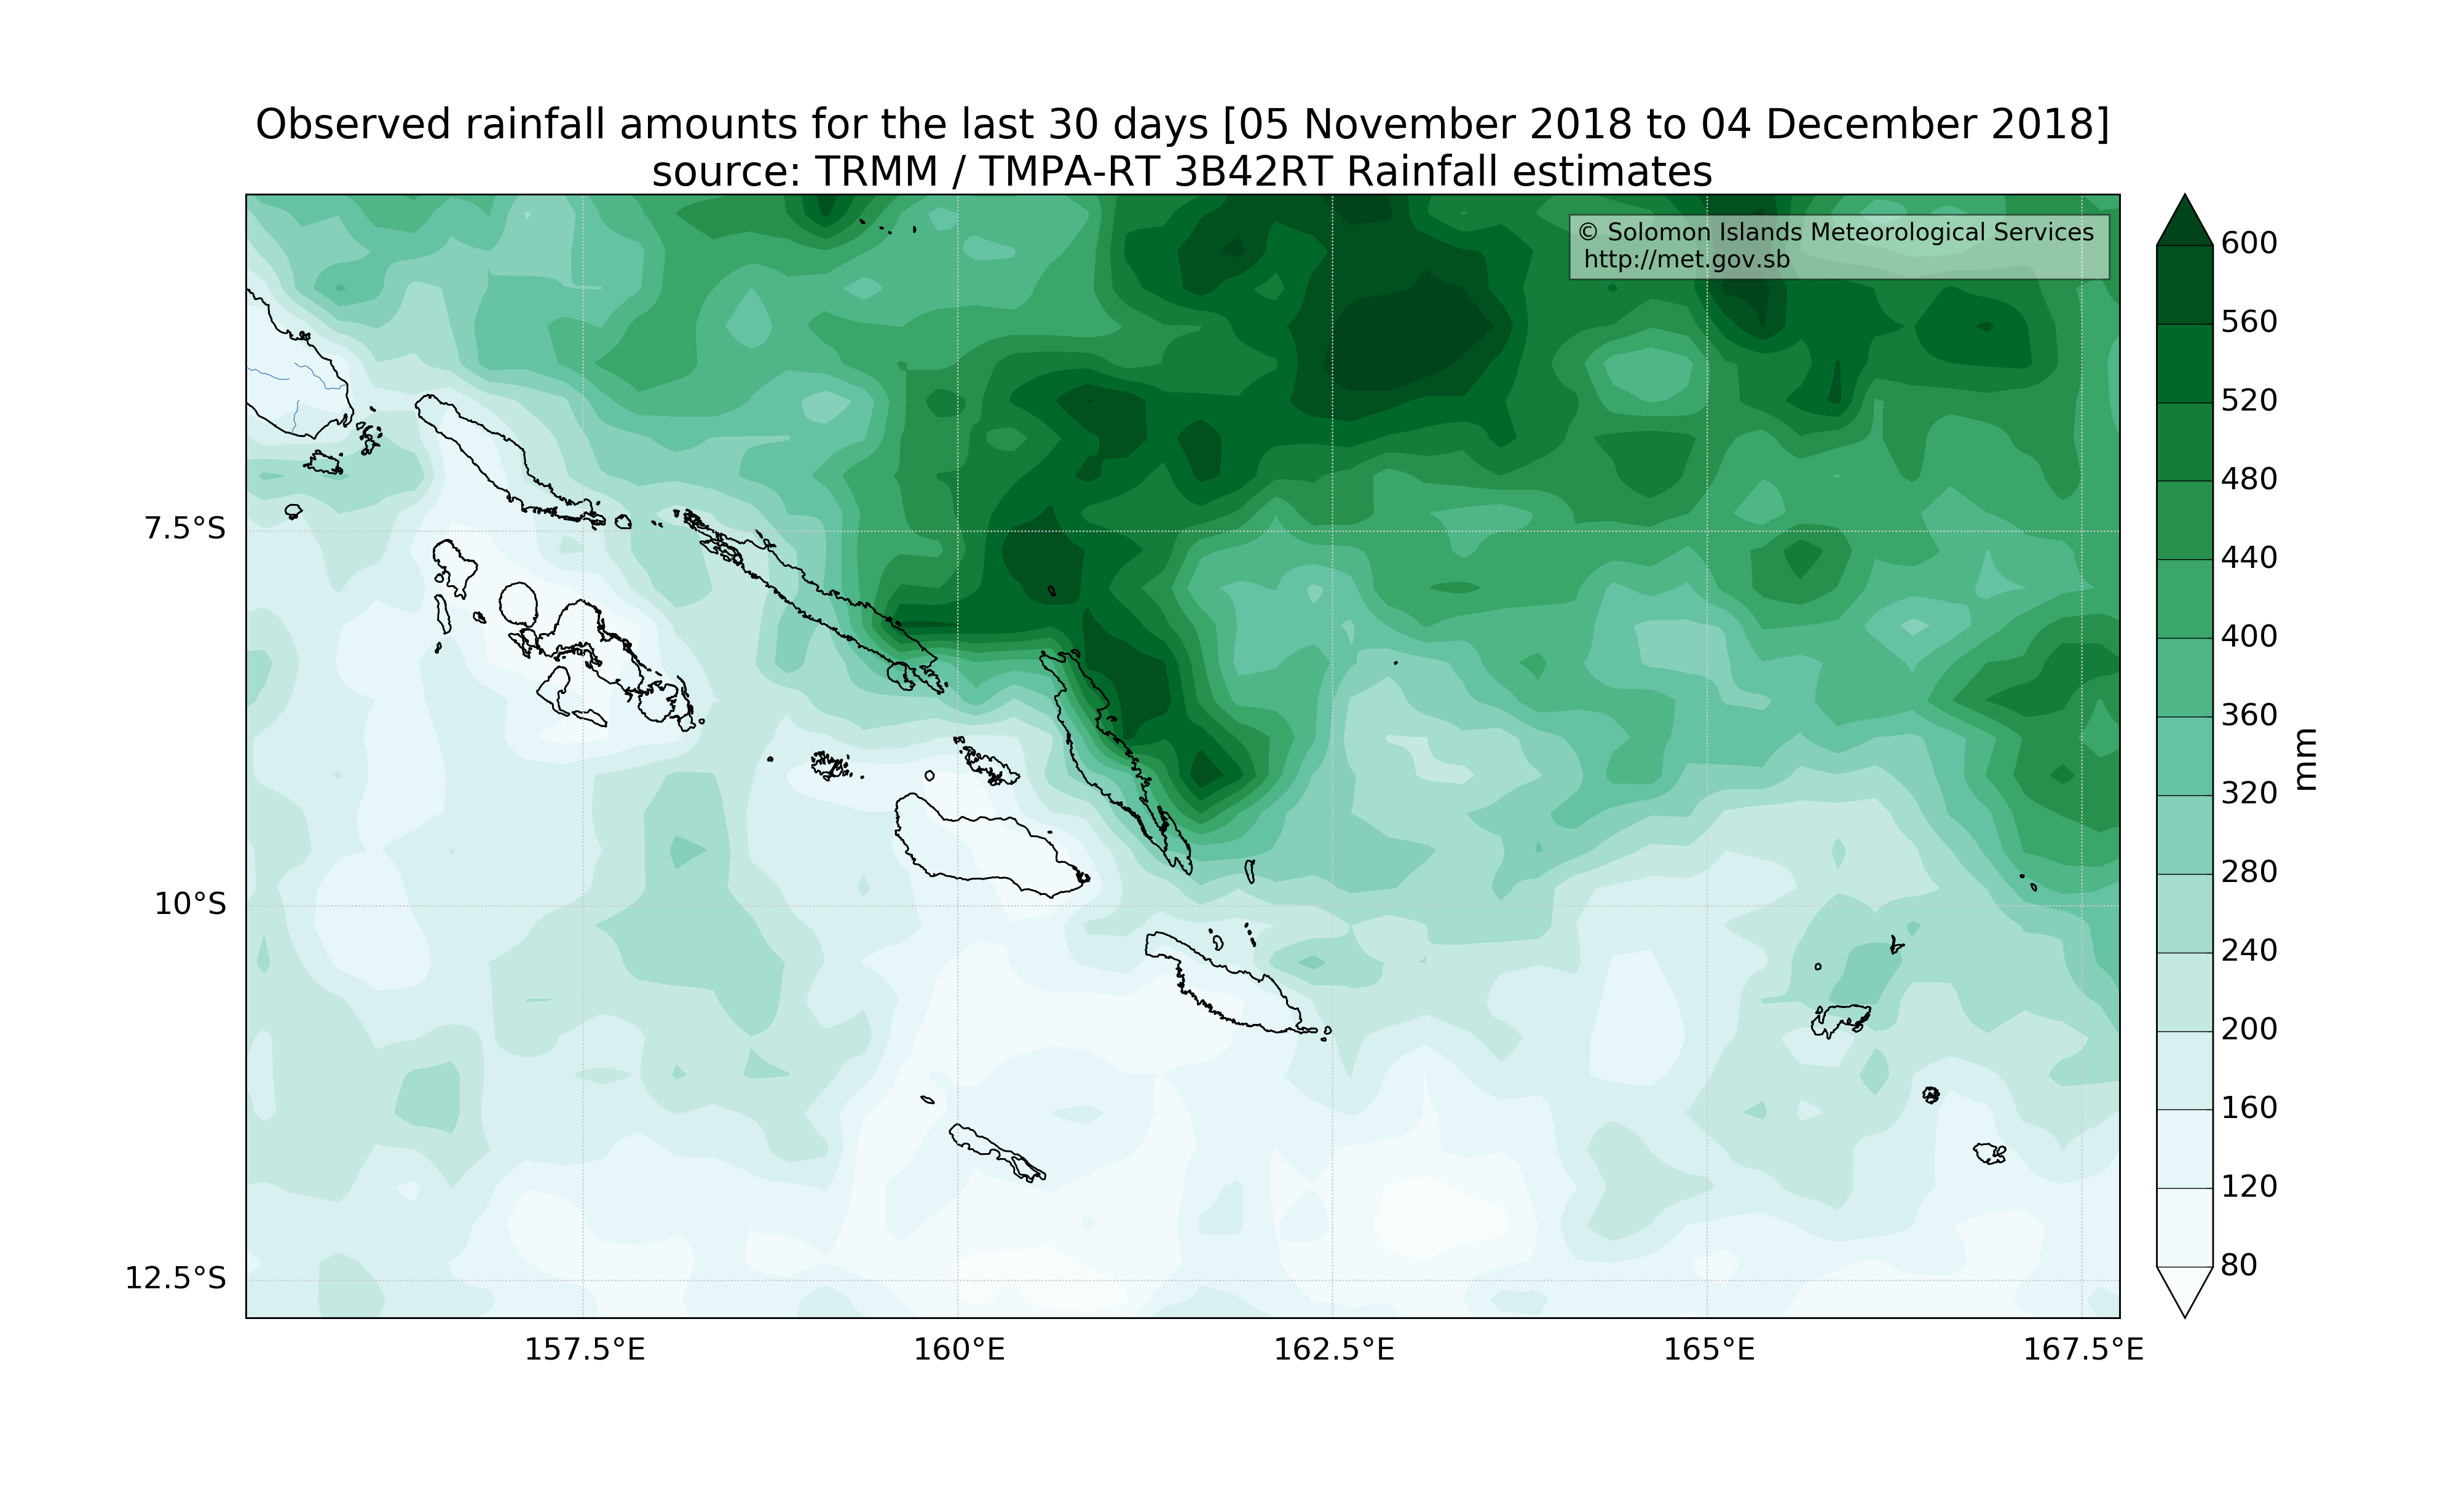 Observed rainfall amounts for the last 30 days [05 November 2018 to 04 December 2018]
source: TRMM / TMPA-RT 3B42RT Rainfall estimates
© Solomon Islands Meteorological Services
http://met.gov.sb
7.5°S
10°S
12.5°S
157.5°E
160°E
162.5°E
165°E
167.5°E
600
560
520
480
440
400
360
320
280
240
200
160
120
80
mm